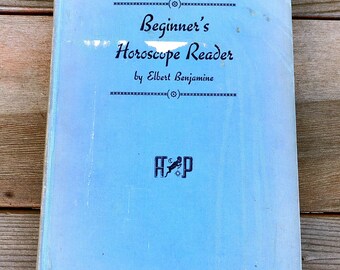 Beginner's
Horoscope Reader
by Elbert Benjamine
A P